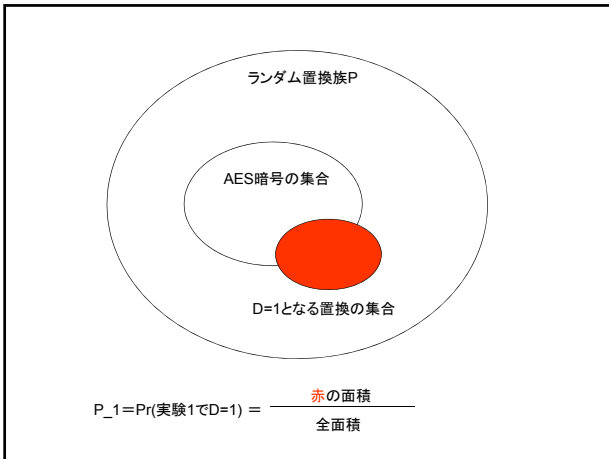 ランダム置換族P
AES暗号の集合
D=1となる置換の集合
P_1＝Pr(実験1でD=1) =
赤の面積
全面積